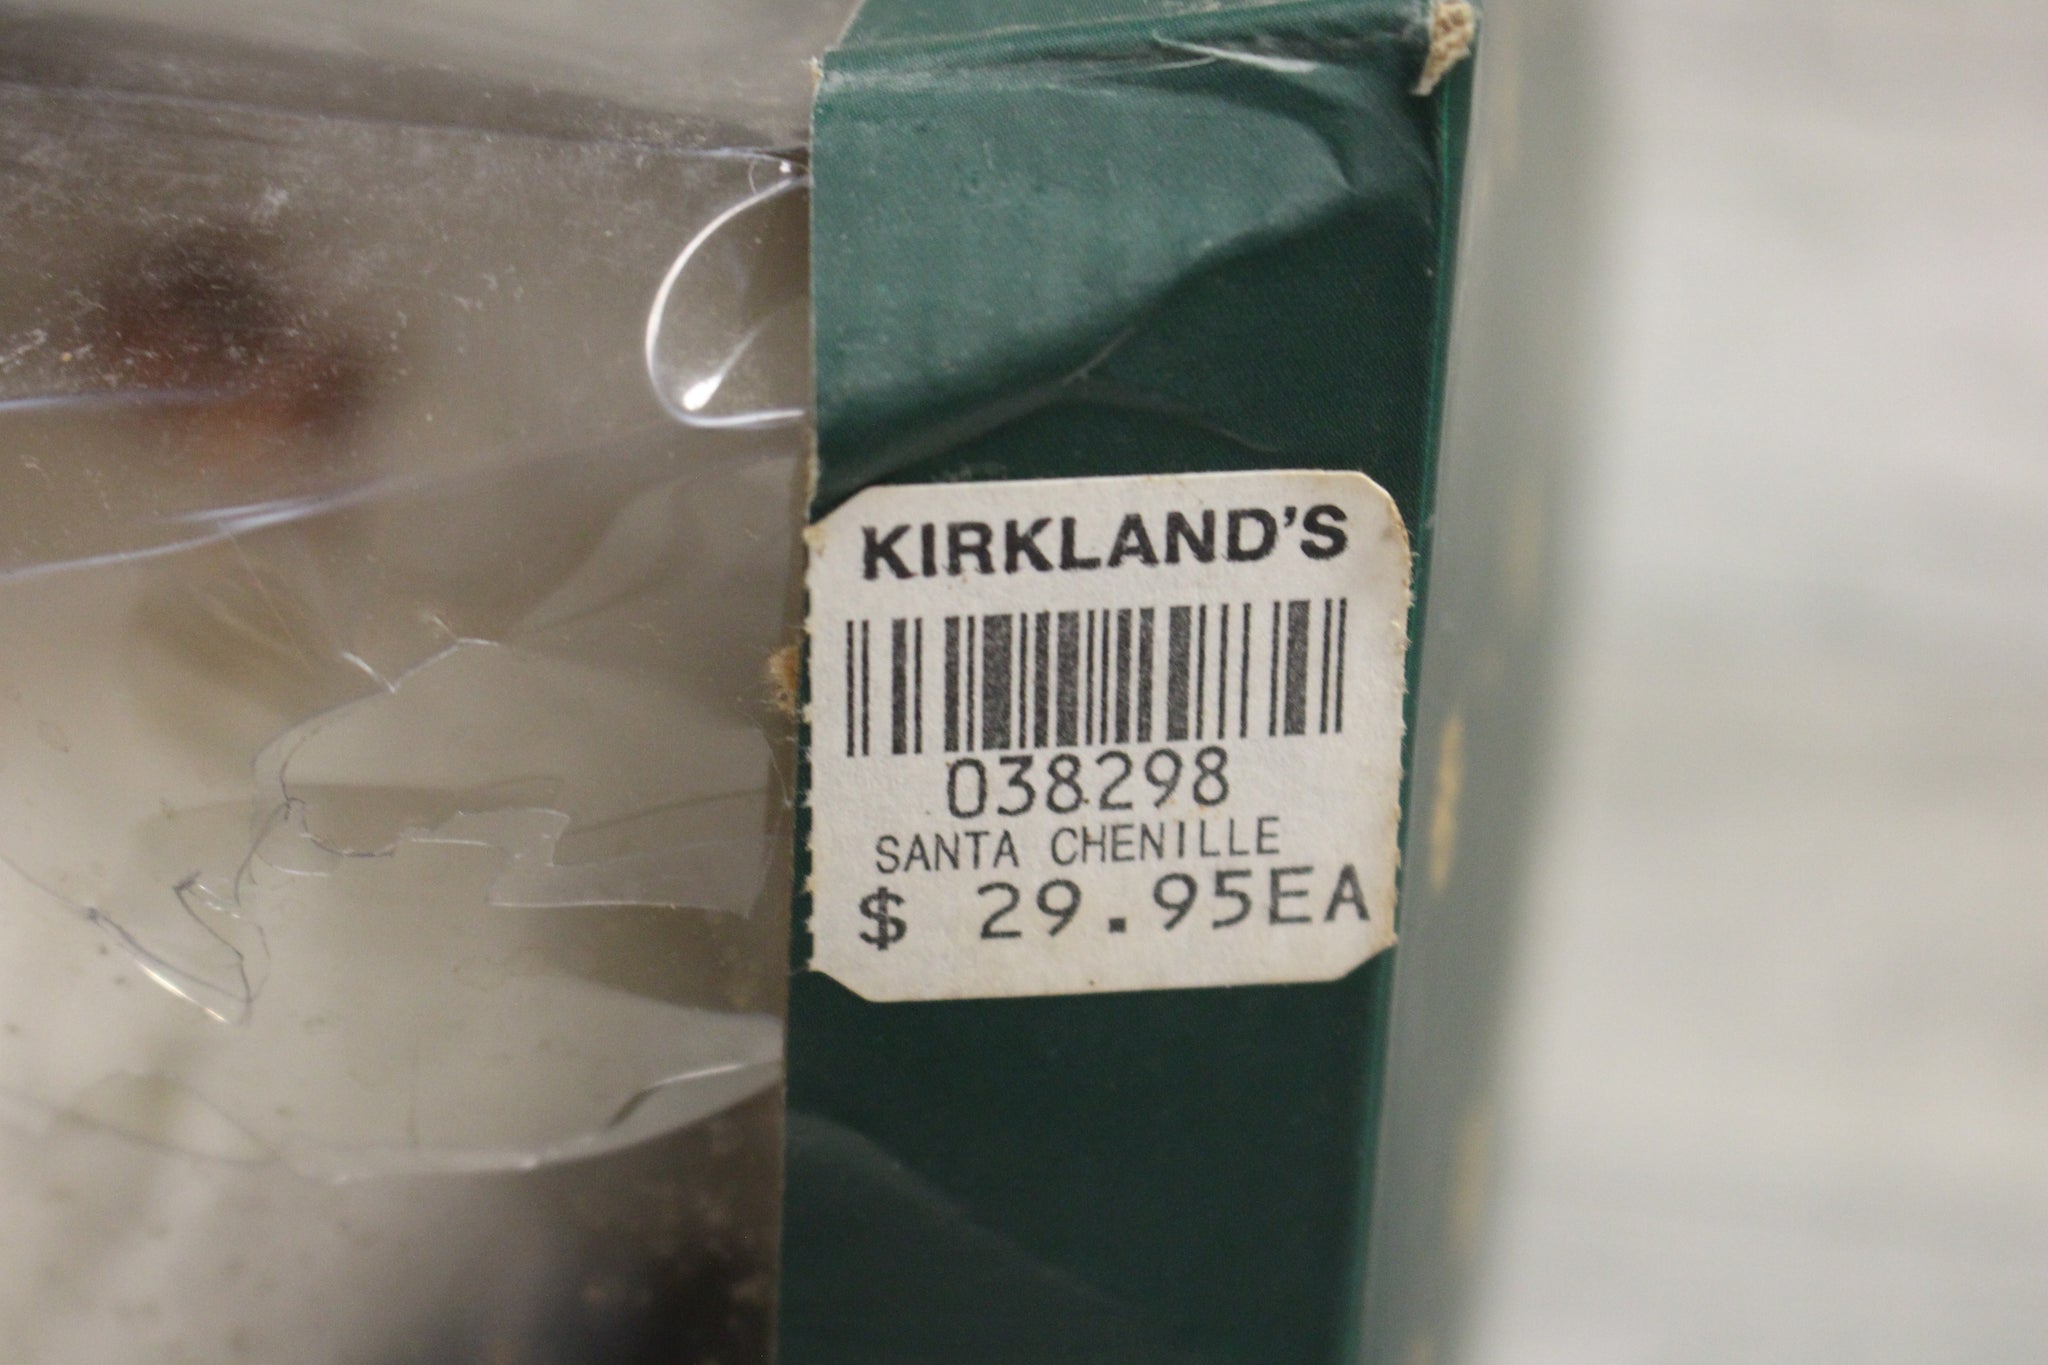 KIRKLAND'S
038298
SANTA CHENILLE
$ 29.95EA